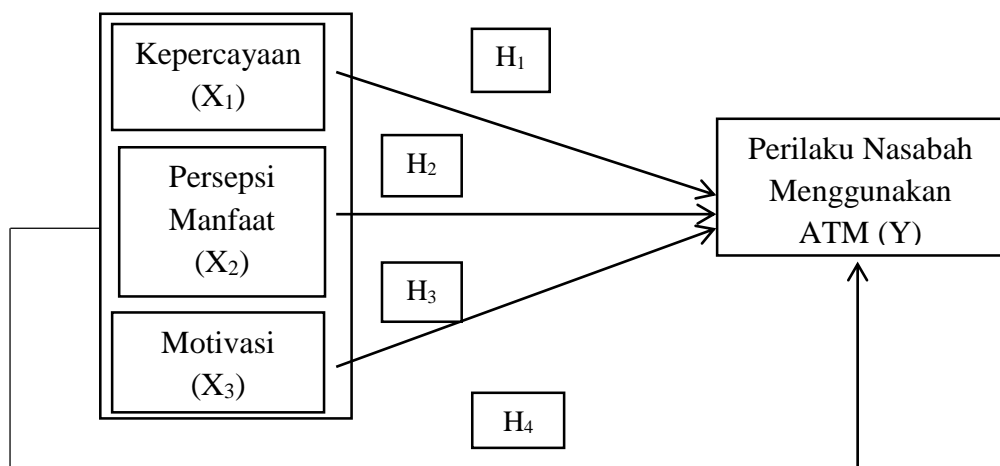 Kepercayaan
(X₁)
H₁
Persepsi
Manfaat
(X₂)
H₂
Perilaku Nasabah
Menggunakan
ATM (Y)
H₃
Motivasi
(X₃)
H₄